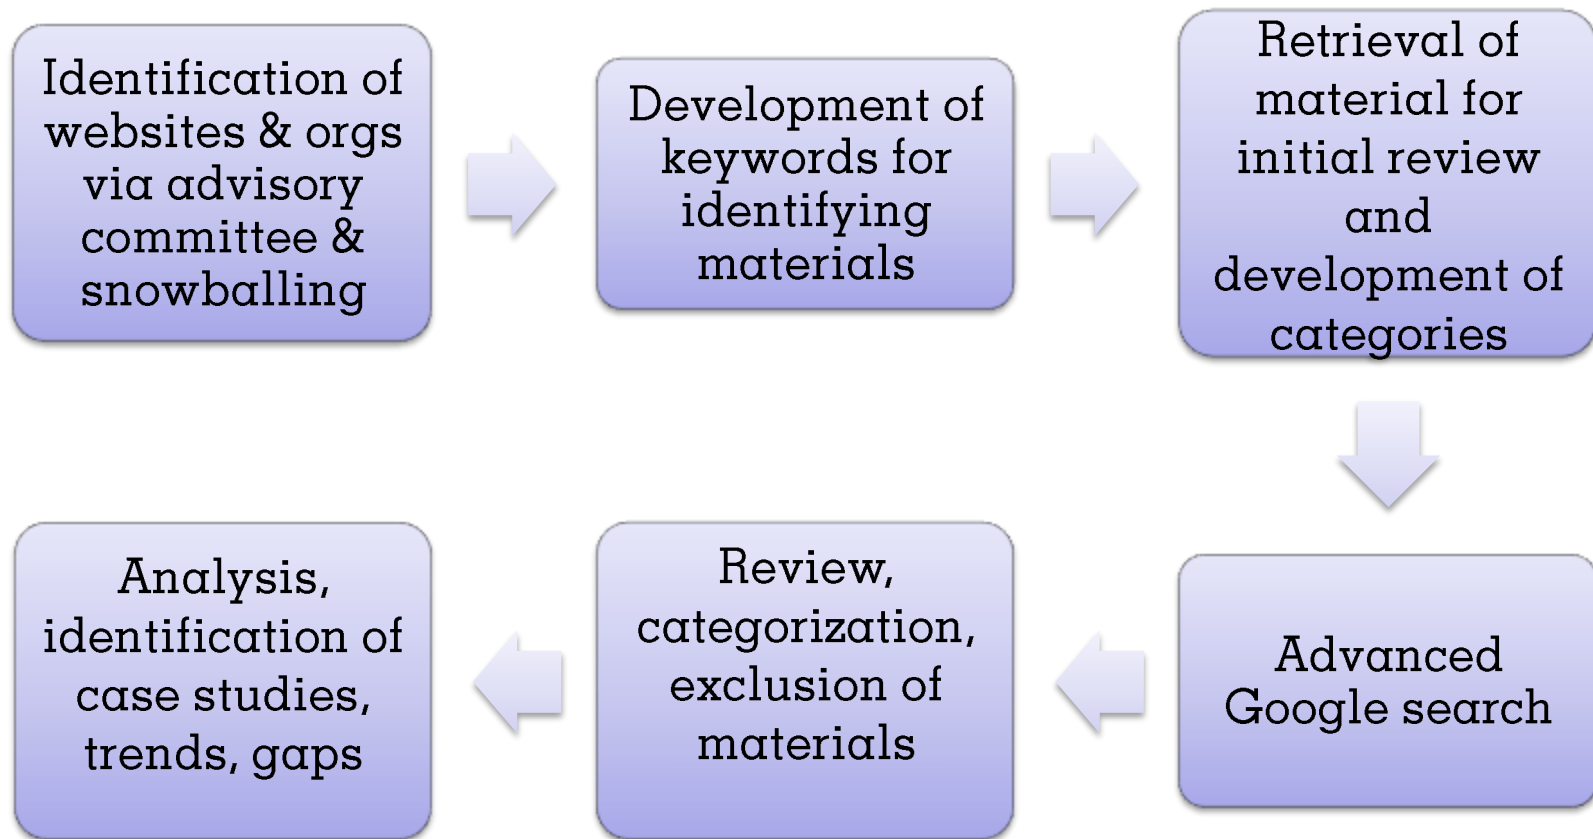 Identification of
websites & orgs
via advisory
committee &
snowballing
Development of
keywords for
identifying
materials
Retrieval of
material for
initial review
and
development of
categories
Advanced
Google search
Review,
categorization,
exclusion of
materials
Analysis,
identification of
case studies,
trends, gaps